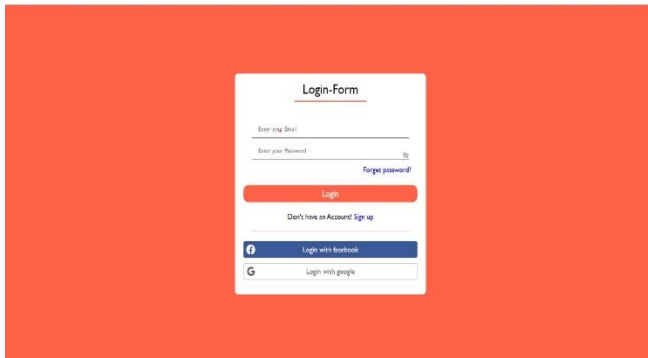 Login-Form
Enter your Email
Enter your Password
Forget password?
Login
Don't have an Account! Sign up
Login with facebook
Login with google